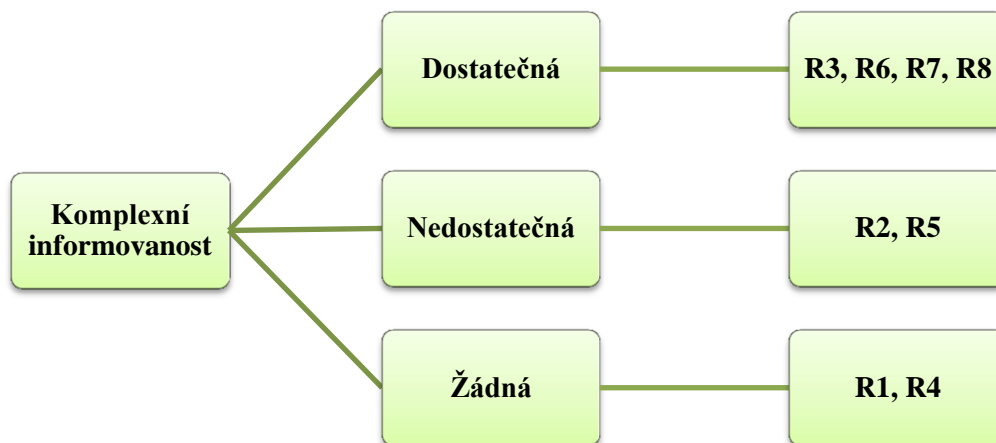 Komplexní
informovanost
Dostatečná
R3, R6, R7, R8
Nedostatečná
R2, R5
Žádná
R1, R4